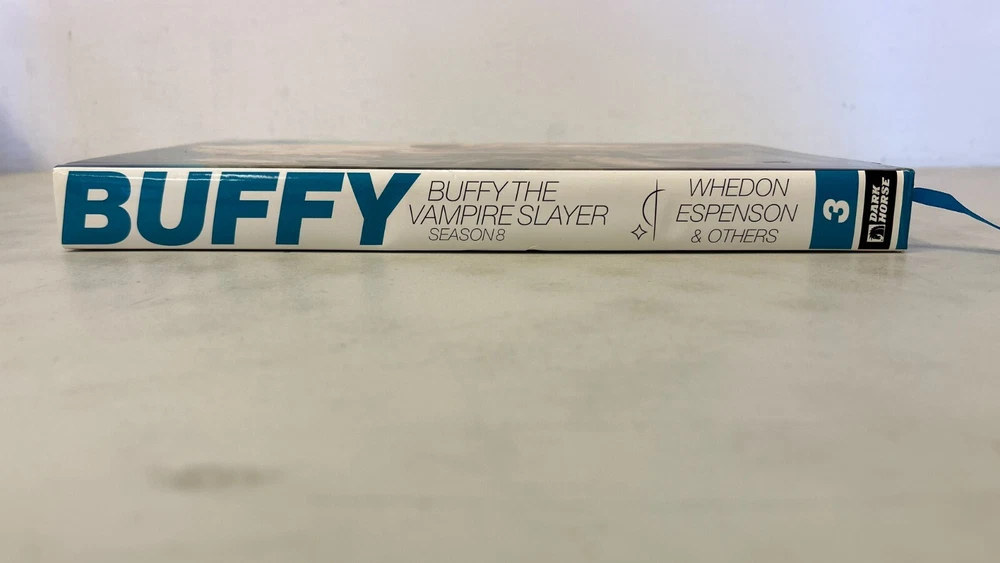 BUFFY
BUFFY THE
VAMPIRE SLAYER
SEASON 8
WHEDON
ESPENSON
& OTHERS
3
DARK
HORSE